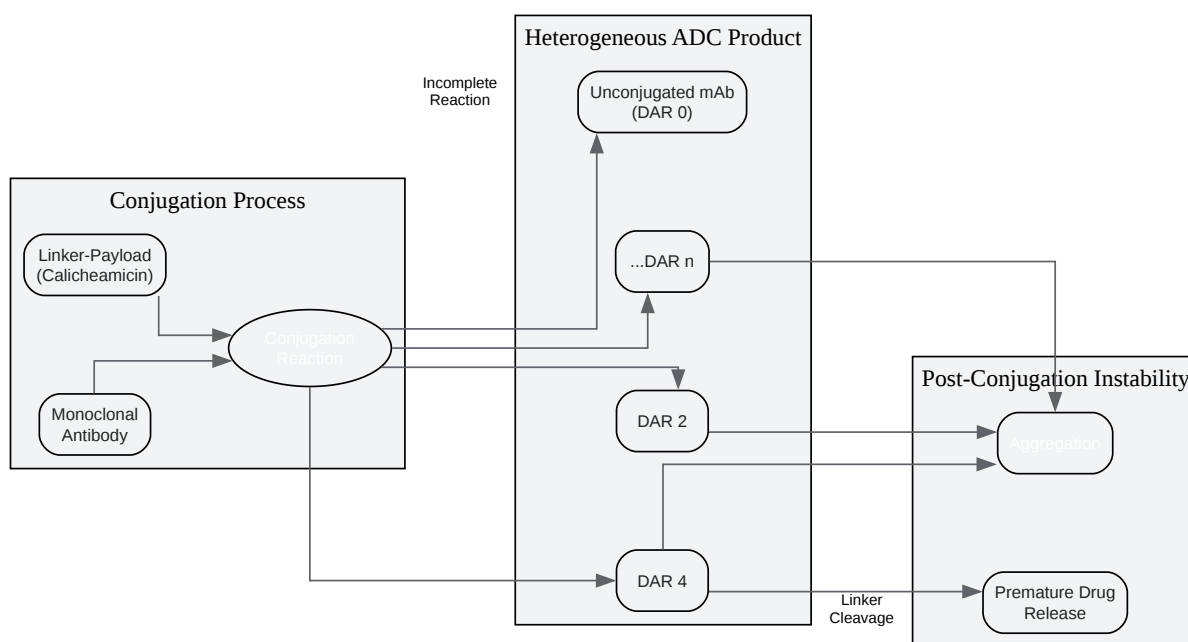 Conjugation Process
Linker-Payload
(Calicheamicin)
Conjugation
Reaction
Monoclonal
Antibody
Incomplete
Reaction
Heterogeneous ADC Product
Unconjugated mAb
(DAR 0)
...DAR n
DAR 2
DAR 4
Linker
Cleavage
Post-Conjugation Instability
Aggregation
Premature Drug
Release